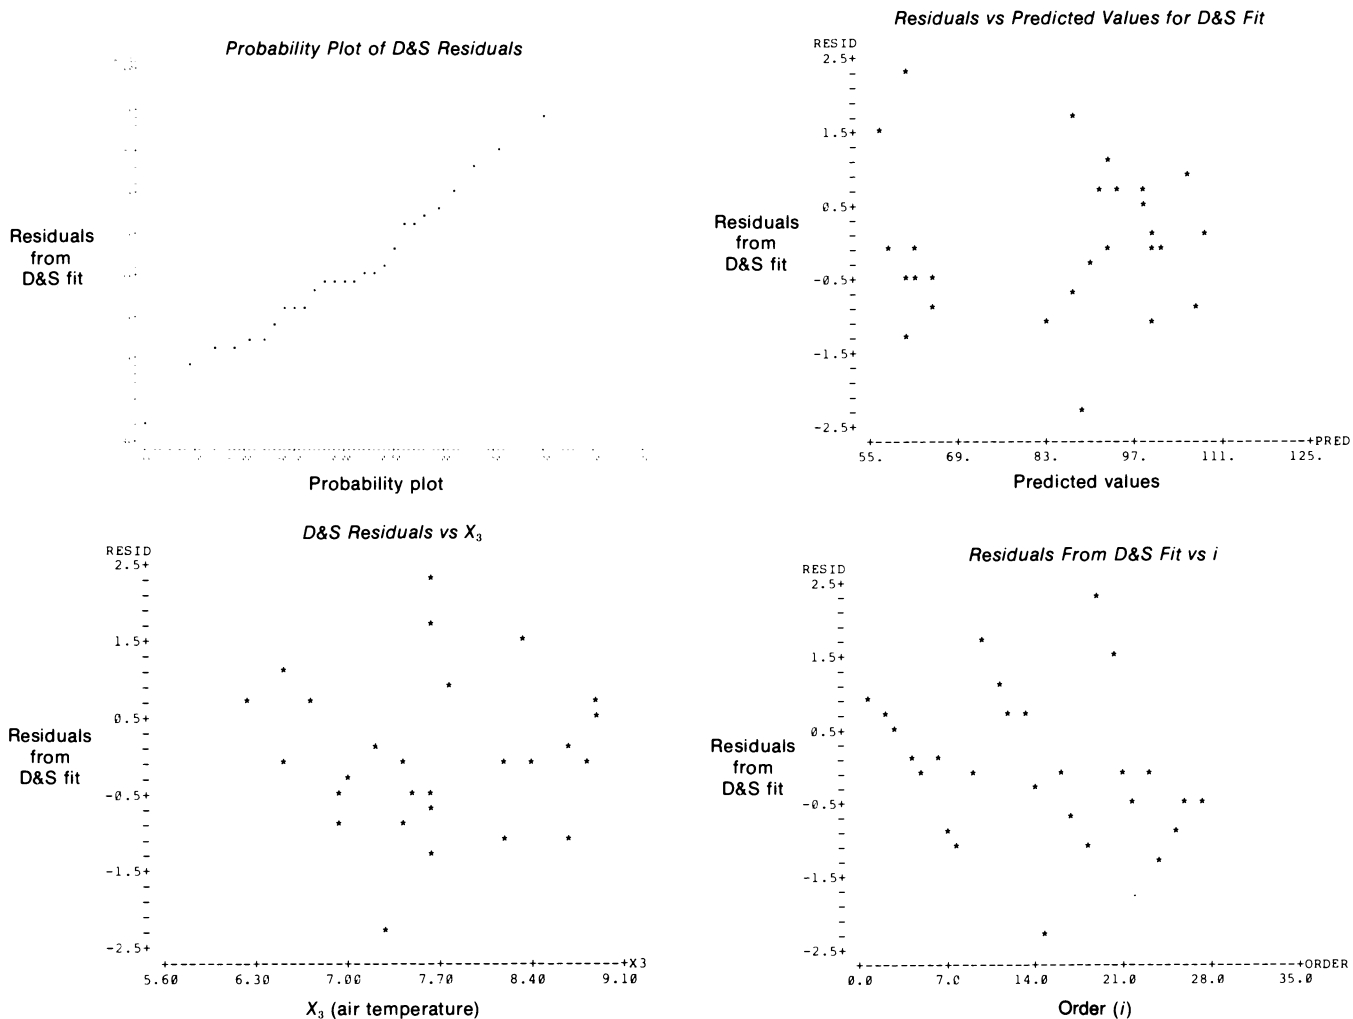 Probability Plot of D&S Residuals
Residuals
from
D&S fit
Probability plot
Residuals vs Predicted Values for D&S Fit
RESID
2.5+
1.5+
0.5+
-0.5+
-1.5+
-2.5+
Residuals
from
D&S fit
PRED
55. 69. 83. 97. 111. 125.
Predicted values
D&S Residuals vs X₃
RESID
2.5+
1.5+
0.5+
-0.5+
-1.5+
-2.5+
Residuals
from
D&S fit
X3
5.60 6.30 7.00 7.70 8.40 9.10
X₃ (air temperature)
Residuals From D&S Fit vs i
RESID
2.5+
1.5+
0.5+
-0.5+
-1.5+
-2.5+
Residuals
from
D&S fit
ORDER
0.0 7.0 14.0 21.0 28.0 35.0
Order (i)